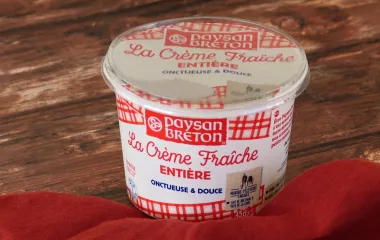 paysan
BRETON
La Crème Fraîche
ENTIÈRE
ONCTUEUSE & DOUCE
paysan
BRETON
La Crème Fraîche
ENTIÈRE
ONCTUEUSE & DOUCE